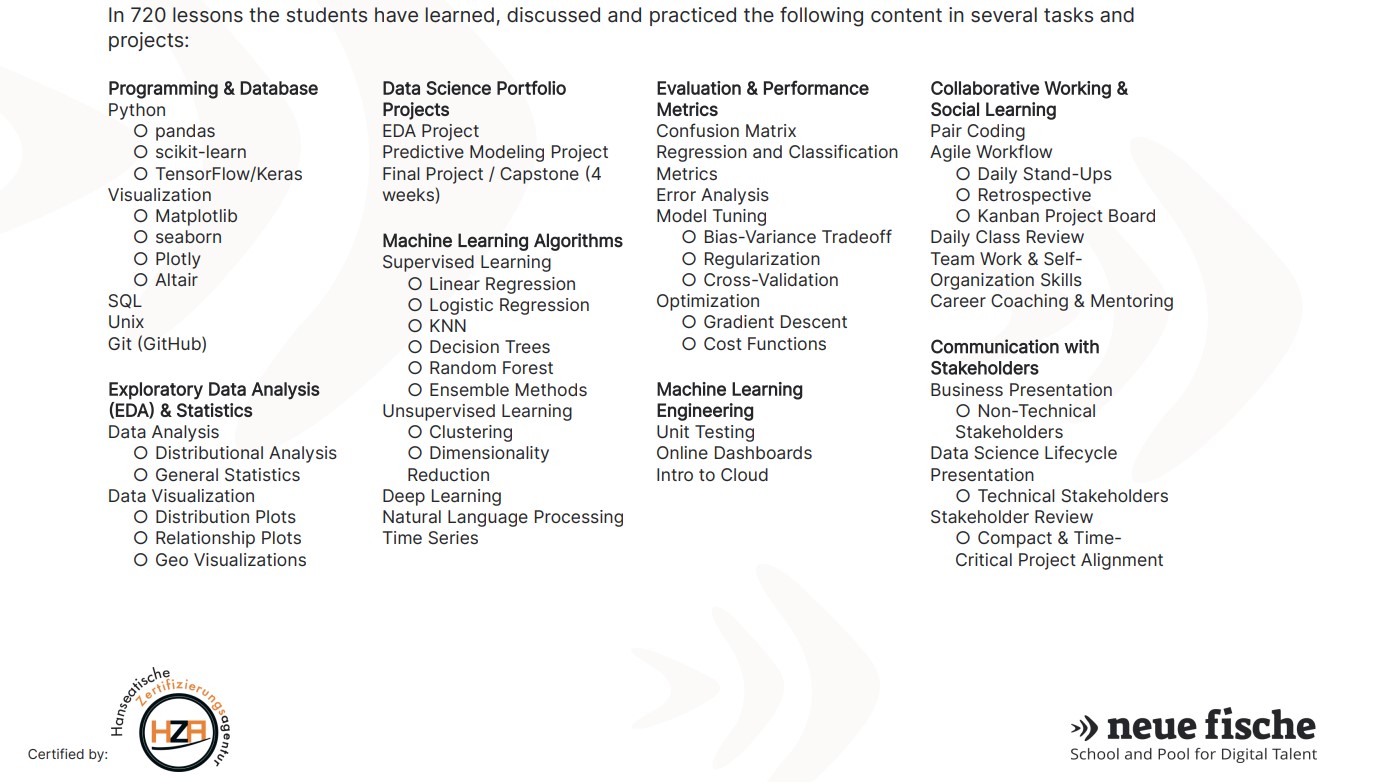 In 720 lessons the students have learned, discussed and practiced the following content in several tasks and
projects:
Programming & Database
Python
O pandas
O scikit-learn
O TensorFlow/Keras
Visualization
O Matplotlib
O seaborn
O Plotly
O Altair
SQL
Unix
Git (GitHub)
Exploratory Data Analysis
(EDA) & Statistics
Data Analysis
O Distributional Analysis
O General Statistics
Data Visualization
O Distribution Plots
O Relationship Plots
O Geo Visualizations
Data Science Portfolio
Projects
EDA Project
Predictive Modeling Project
Final Project / Capstone (4
weeks)
Machine Learning Algorithms
Supervised Learning
O Linear Regression
O Logistic Regression
O KNN
O Decision Trees
O Random Forest
O Ensemble Methods
Unsupervised Learning
O Clustering
O Dimensionality
Reduction
Deep Learning
Natural Language Processing
Time Series
Evaluation & Performance
Metrics
Confusion Matrix
Regression and Classification
Metrics
Error Analysis
Model Tuning
O Bias-Variance Tradeoff
O Regularization
O Cross-Validation
Optimization
O Gradient Descent
O Cost Functions
Machine Learning
Engineering
Unit Testing
Online Dashboards
Intro to Cloud
Collaborative Working &
Social Learning
Pair Coding
Agile Workflow
O Daily Stand-Ups
O Retrospective
O Kanban Project Board
Daily Class Review
Team Work & Self-
Organization Skills
Career Coaching & Mentoring
Communication with
Stakeholders
Business Presentation
O Non-Technical
Stakeholders
Data Science Lifecycle
Presentation
O Technical Stakeholders
Stakeholder Review
O Compact & Time-
Critical Project Alignment
Certified by:
Hanseatische
Zertifizierungsagentur
HZA
neue fische
School and Pool for Digital Talent